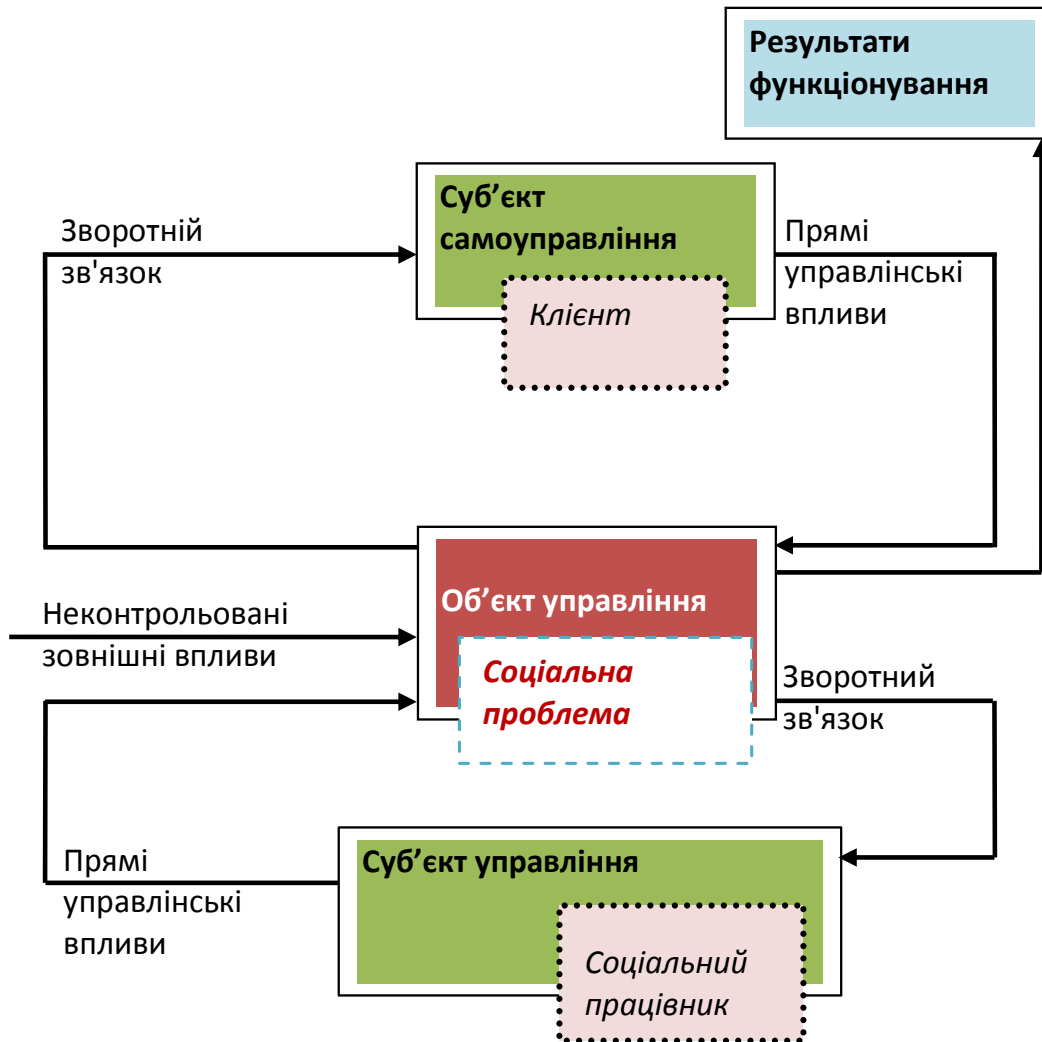 Результати
функціонування
Суб’єкт
самоуправління
Зворотній
зв'язок
Прямі
управлінські
впливи
Клієнт
Об’єкт управління
Неконтрольовані
зовнішні впливи
Соціальна
проблема
Зворотний
зв'язок
Суб’єкт управління
Прямі
управлінські
впливи
Соціальний
працівник